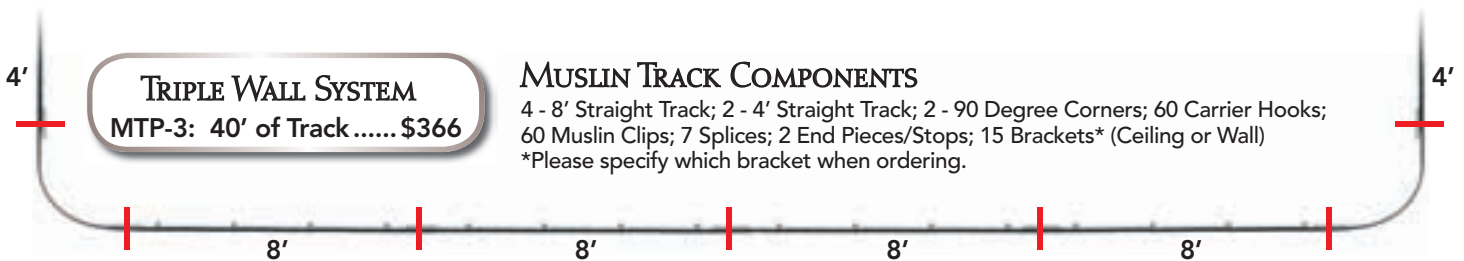 4’
TRIPLE WALL SYSTEM
MTP-3: 40’ of Track ...... $366
MUSLIN TRACK COMPONENTS
4 - 8’ Straight Track; 2 - 4’ Straight Track; 2 - 90 Degree Corners; 60 Carrier Hooks;
60 Muslin Clips; 7 Splices; 2 End Pieces/Stops; 15 Brackets* (Ceiling or Wall)
*Please specify which bracket when ordering.
4’
8’ 8’ 8’ 8’